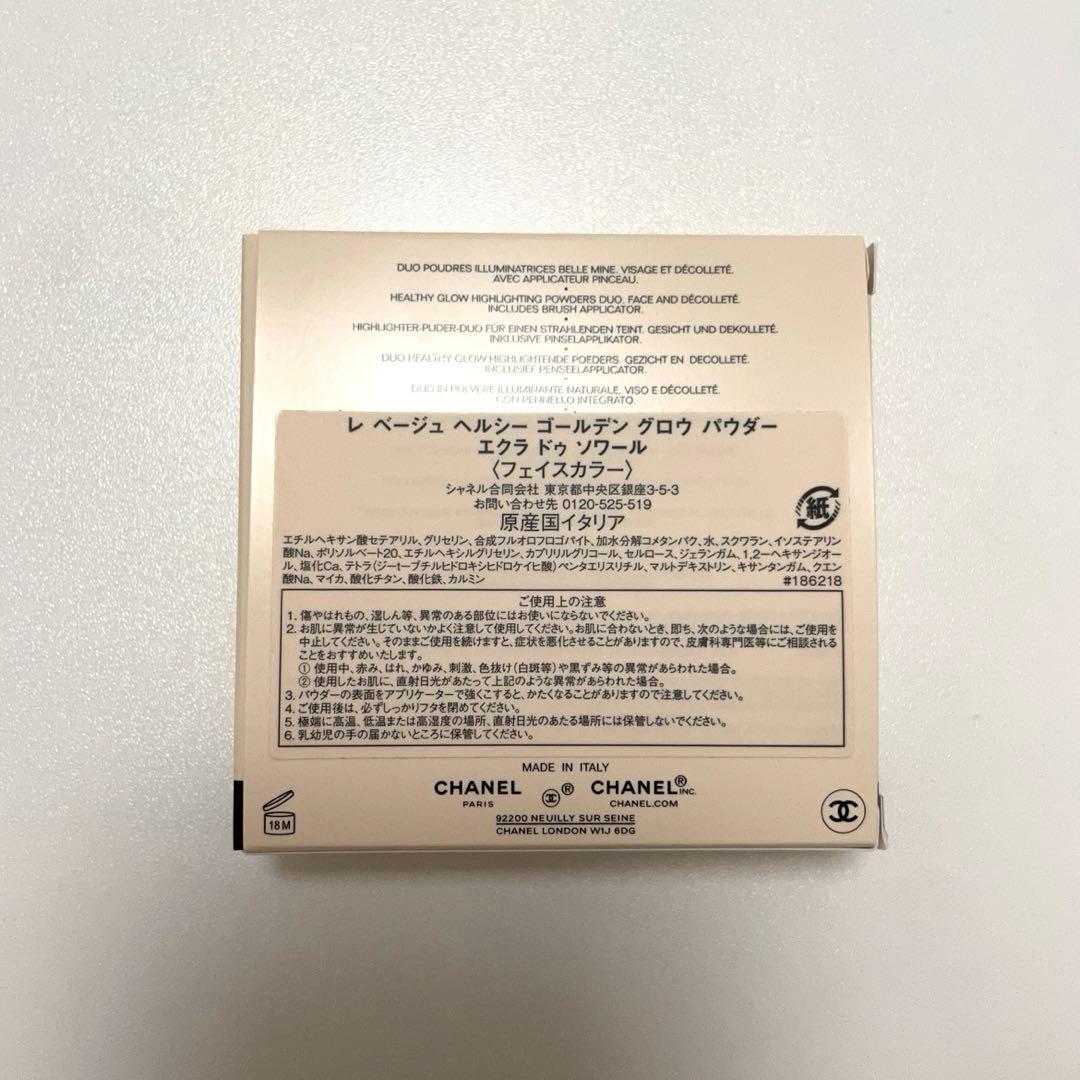 DUO POUDRES ILLUMINATRICES BELLE MINE. VISAGE ET DÉCOLLETÉ.
AVEC APPLICATEUR PINCEAU.
•
HEALTHY GLOW HIGHLIGHTING POWDERS DUO. FACE AND DÉCOLLETÉ.
INCLUDES BRUSH APPLICATOR.
•
HIGHLIGHTER-PUDER-DUO FÜR EINEN STRAHLENDEN TEINT. GESICHT UND DEKOLLETÉ.
INKLUSIVE PINSELAPPLIKATOR.
•
DUO HEALTHY GLOW HIGHLIGHTENDE POEDERS. GEZICHT EN DECOLLETÉ.
INCLUSIEF PENSEELAPPLICATOR.
•
DUO IN POLVERE ILLUMINANTE NATURALE. VISO E DÉCOLLETÉ.
CON PENNELLO INTEGRATO.
レ ベージュ ヘルシー ゴールデン グロウ パウダー
エクラ ドゥ ソワール
〈フェイスカラー〉
シャネル合同会社 東京都中央区銀座3-5-3
お問い合わせ先 0120-525-519
原産国イタリア
紙
エチルヘキサン酸セテアリル、グリセリン、合成フルオロフロゴパイト、加水分解コメタンパク、水、スクワラン、イソステアリン
酸Na、ポリソルベート20、エチルヘキシルグリセリン、カプリリルグリコール、セルロース、ジェランガム、1,2-ヘキサンジオー
ル、塩化Ca、テトラ(ジ-t-ブチルヒドロキシヒドロケイヒ酸)ペンタエリスリチル、マルトデキストリン、キサンタンガム、クエン
酸Na、マイカ、酸化チタン、酸化鉄、カルミン #186218
ご使用上の注意
1. 傷やはれもの、湿しん等、異常のある部位にはお使いにならないでください。
2. お肌に異常が生じていないかよく注意して使用してください。お肌に合わないとき、即ち、次のような場合には、ご使用を
中止してください。そのままご使用を続けますと、症状を悪化させることがありますので、皮膚科専門医等にご相談される
ことをおすすめいたします。
① 使用中、赤み、はれ、かゆみ、刺激、色抜け(白斑等)や黒ずみ等の異常があらわれた場合。
② 使用したお肌に、直射日光があたって上記のような異常があらわれた場合。
3. パウダーの表面をアプリケーターで強くこすると、かたくなることがありますので注意してください。
4. ご使用後は、必ずしっかりフタを閉めてください。
5. 極端に高温、低温または高湿度の場所、直射日光のあたる場所には保管しないでください。
6. 乳幼児の手の届かないところに保管してください。
MADE IN ITALY
CHANEL ® CHANEL® INC.
PARIS CHANEL.COM
92200 NEUILLY SUR SEINE
CHANEL LONDON W1J 6DG
18M